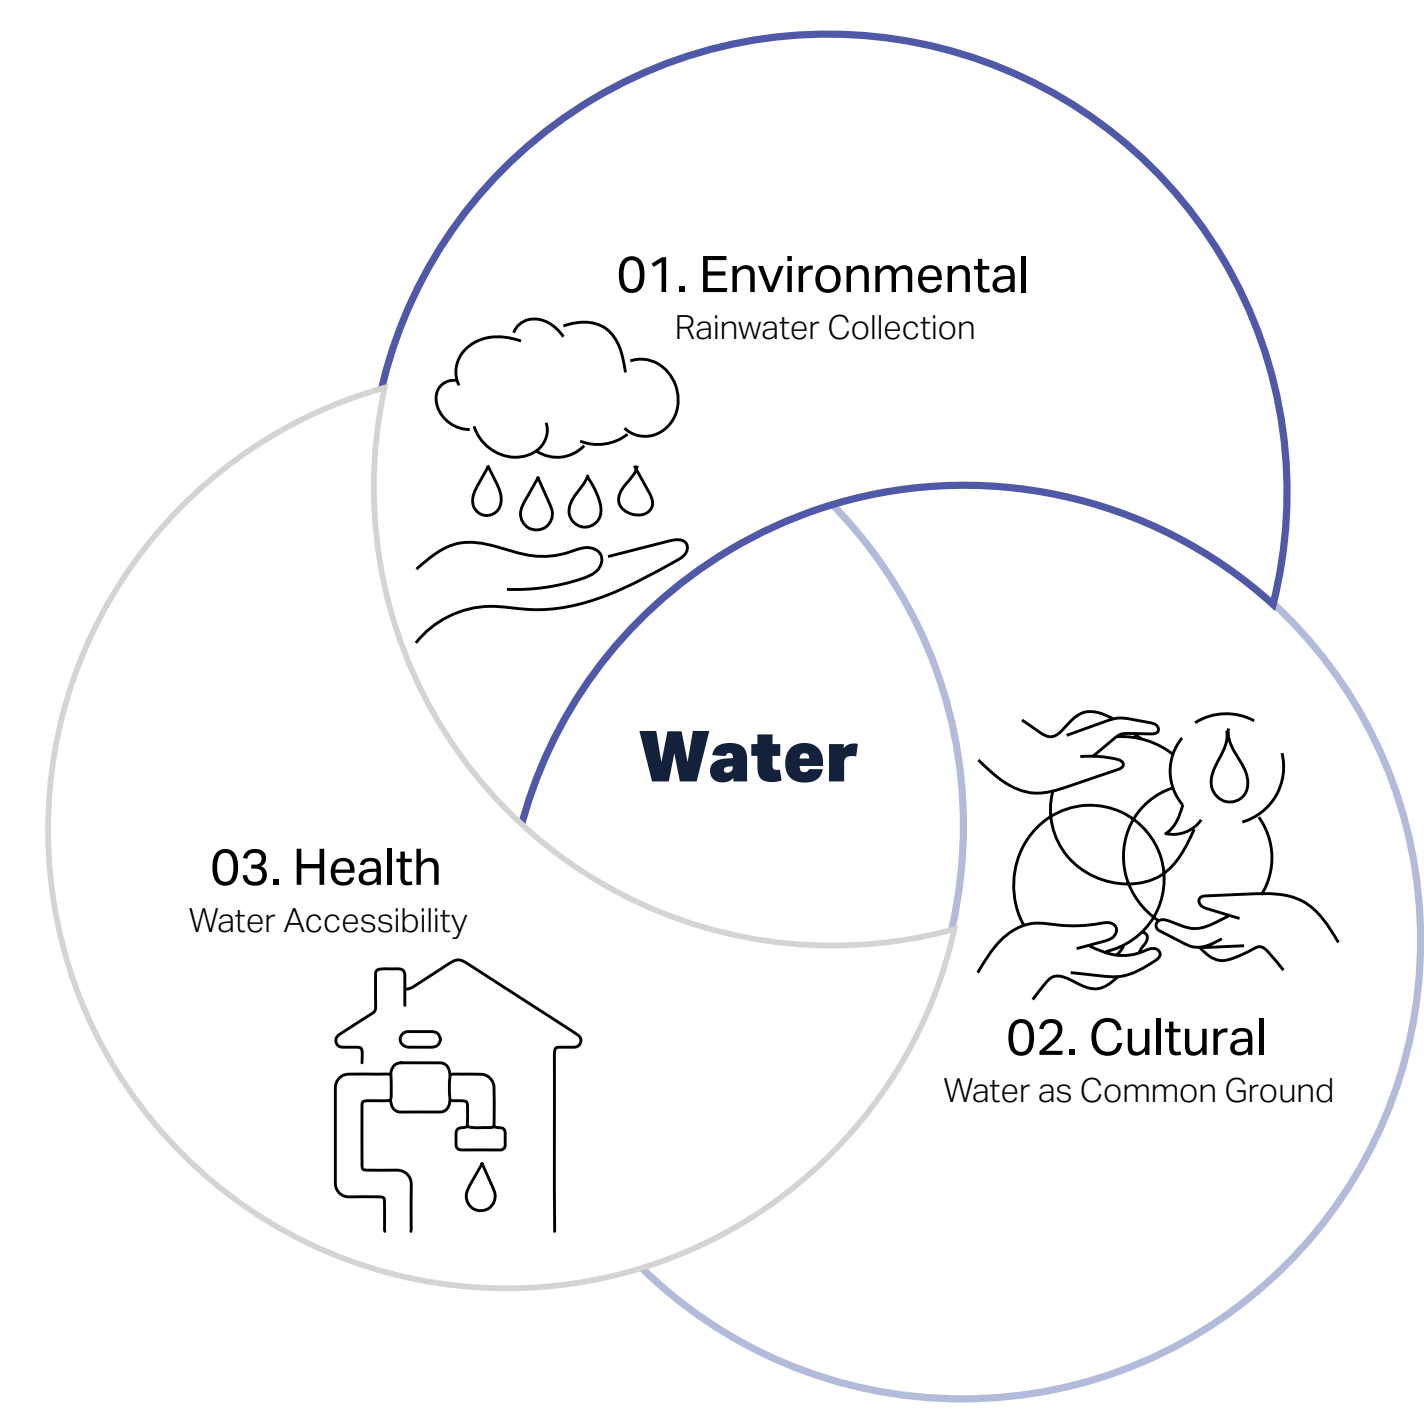 01. Environmental
Rainwater Collection
Water
03. Health
Water Accessibility
02. Cultural
Water as Common Ground